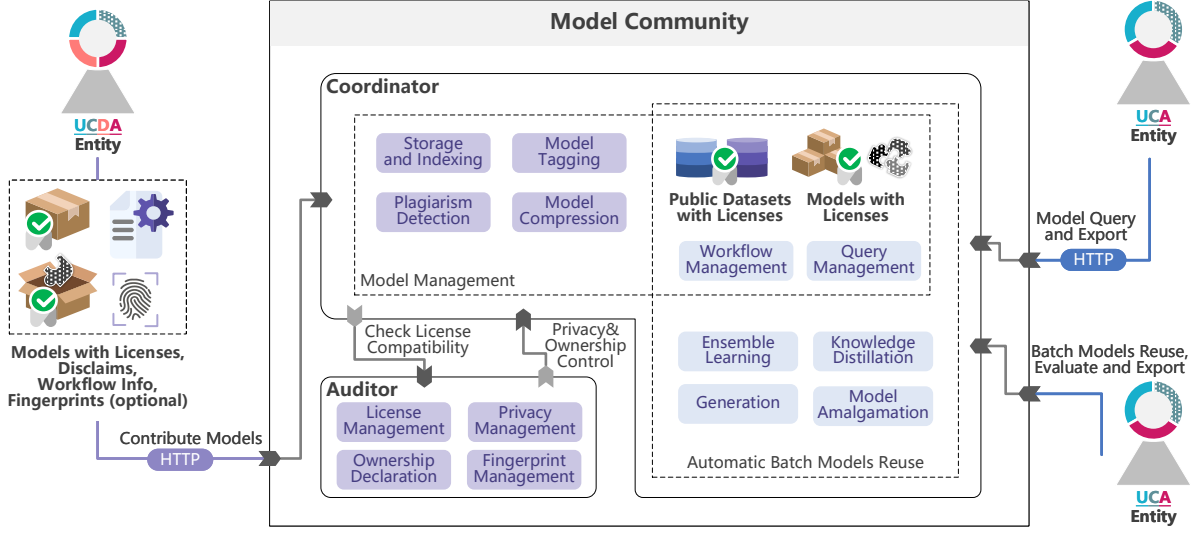 Model Community
UCDA
Entity
Models with Licenses,
Disclaims,
Workflow Info,
Fingerprints (optional)
Contribute Models
HTTP
Coordinator
Storage
and Indexing
Model
Tagging
Plagiarism
Detection
Model
Compression
Model Management
Public Datasets
with Licenses
Models with
Licenses
Workflow
Management
Query
Management
Ensemble
Learning
Knowledge
Distillation
Generation
Model
Amalgamation
Automatic Batch Models Reuse
Check License
Compatibility
Privacy&
Ownership
Control
Auditor
License
Management
Privacy
Management
Ownership
Declaration
Fingerprint
Management
UCA
Entity
Model Query
and Export
HTTP
Batch Models Reuse,
Evaluate and Export
UCA
Entity